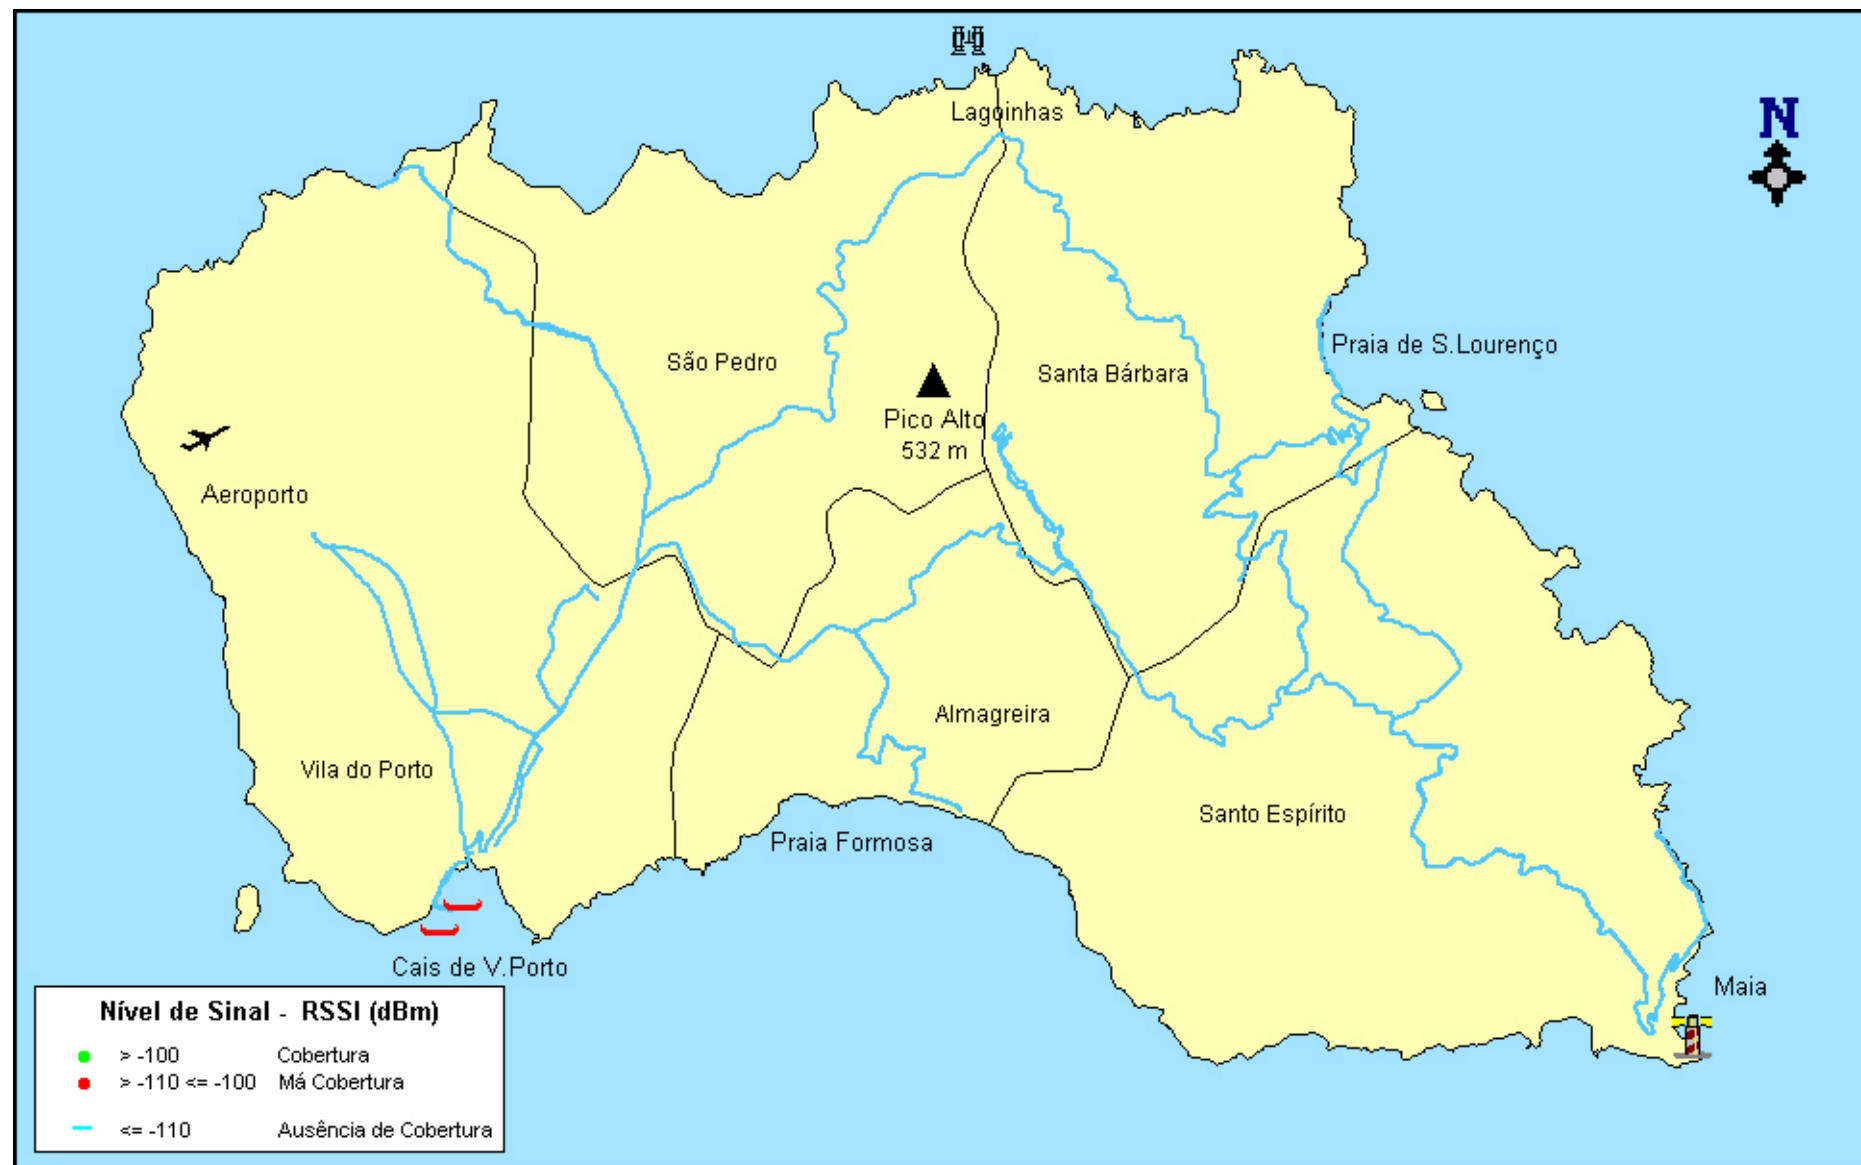 Lagoinhas
N
Praia de S.Lourenço
São Pedro
Santa Bárbara
Pico Alto
532 m
Aeroporto
Almagreira
Vila do Porto
Santo Espírito
Praia Formosa
Cais de V.Porto
Maia
Nível de Sinal - RSSI (dBm)
> -100 Cobertura
> -110 <= -100 Má Cobertura
<= -110 Ausência de Cobertura